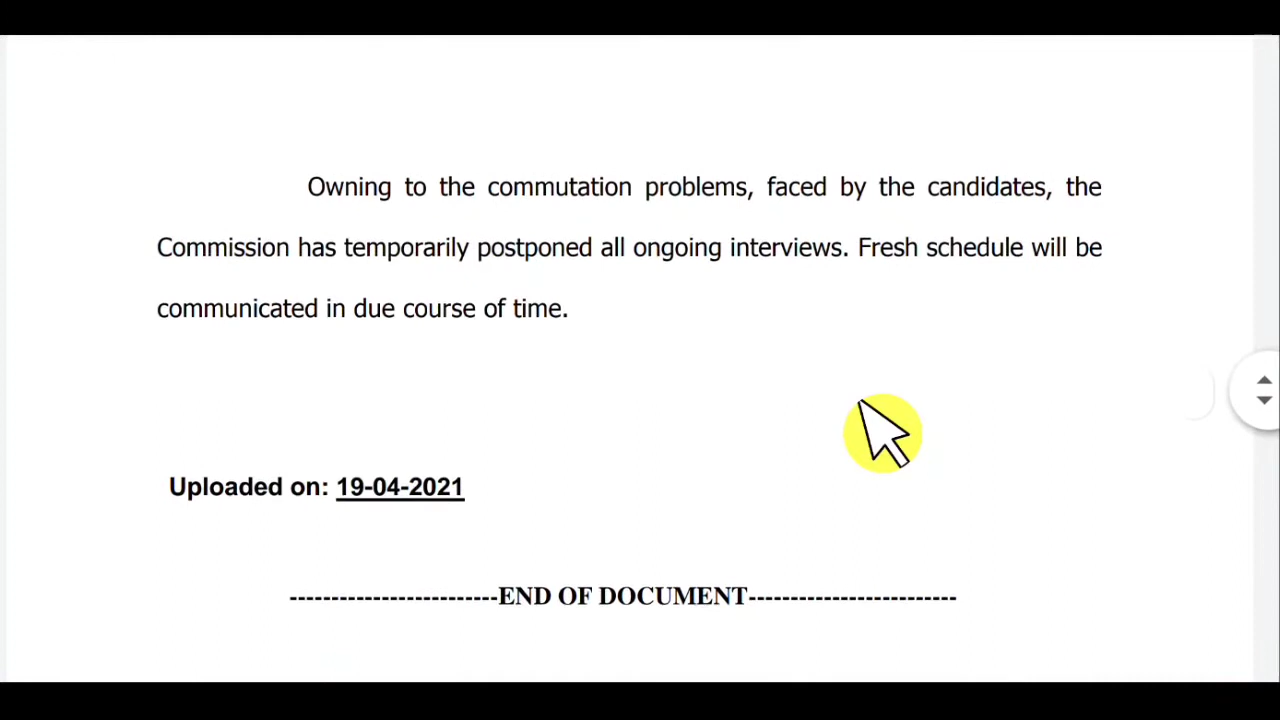 Owning to the commutation problems, faced by the candidates, the
Commission has temporarily postponed all ongoing interviews. Fresh schedule will be
communicated in due course of time.
Uploaded on: 19-04-2021
-------------------------END OF DOCUMENT-------------------------